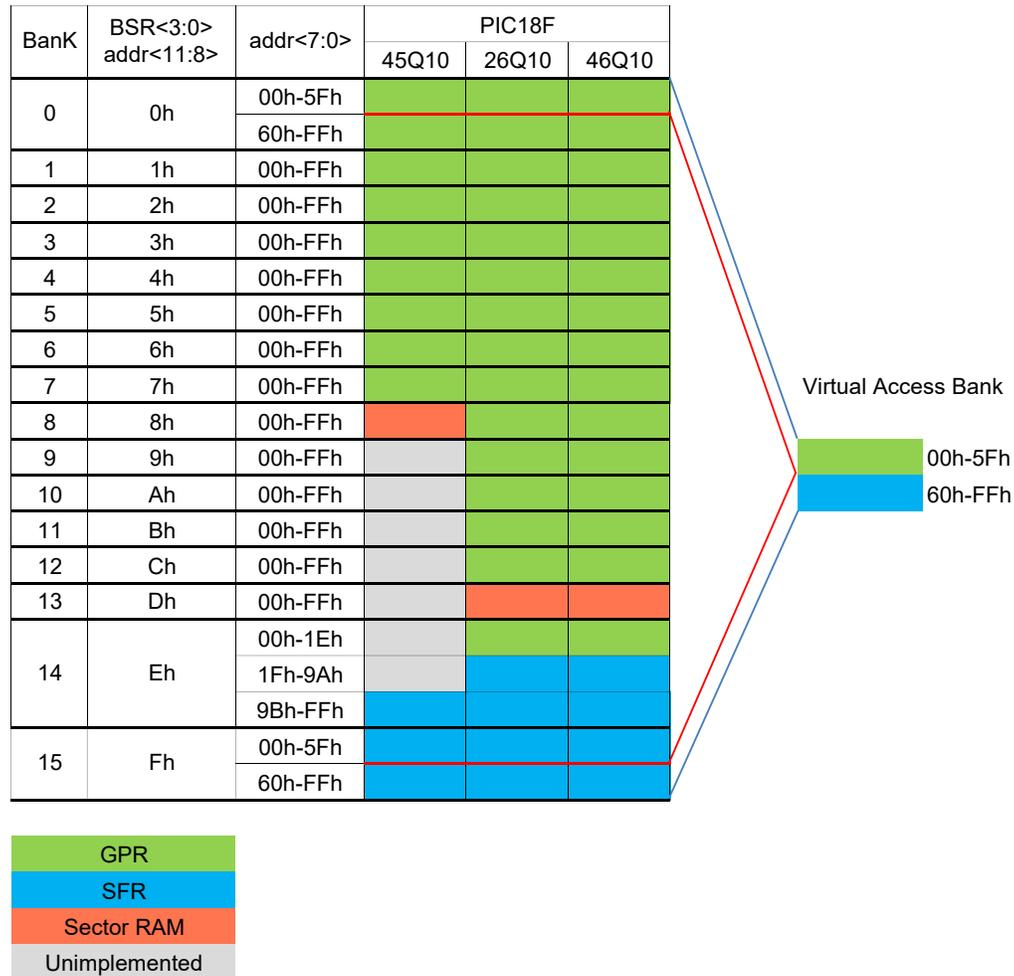 BanK BSR<3:0> addr<7:0> PIC18F
addr<11:8>
45Q10 26Q10 46Q10
0 0h 00h-5Fh
60h-FFh
1 1h 00h-FFh
2 2h 00h-FFh
3 3h 00h-FFh
4 4h 00h-FFh
5 5h 00h-FFh
6 6h 00h-FFh
7 7h 00h-FFh
8 8h 00h-FFh
9 9h 00h-FFh
10 Ah 00h-FFh
11 Bh 00h-FFh
12 Ch 00h-FFh
13 Dh 00h-FFh
14 Eh 00h-1Eh
1Fh-9Ah
9Bh-FFh
15 Fh 00h-5Fh
60h-FFh
Virtual Access Bank
00h-5Fh
60h-FFh
GPR
SFR
Sector RAM
Unimplemented